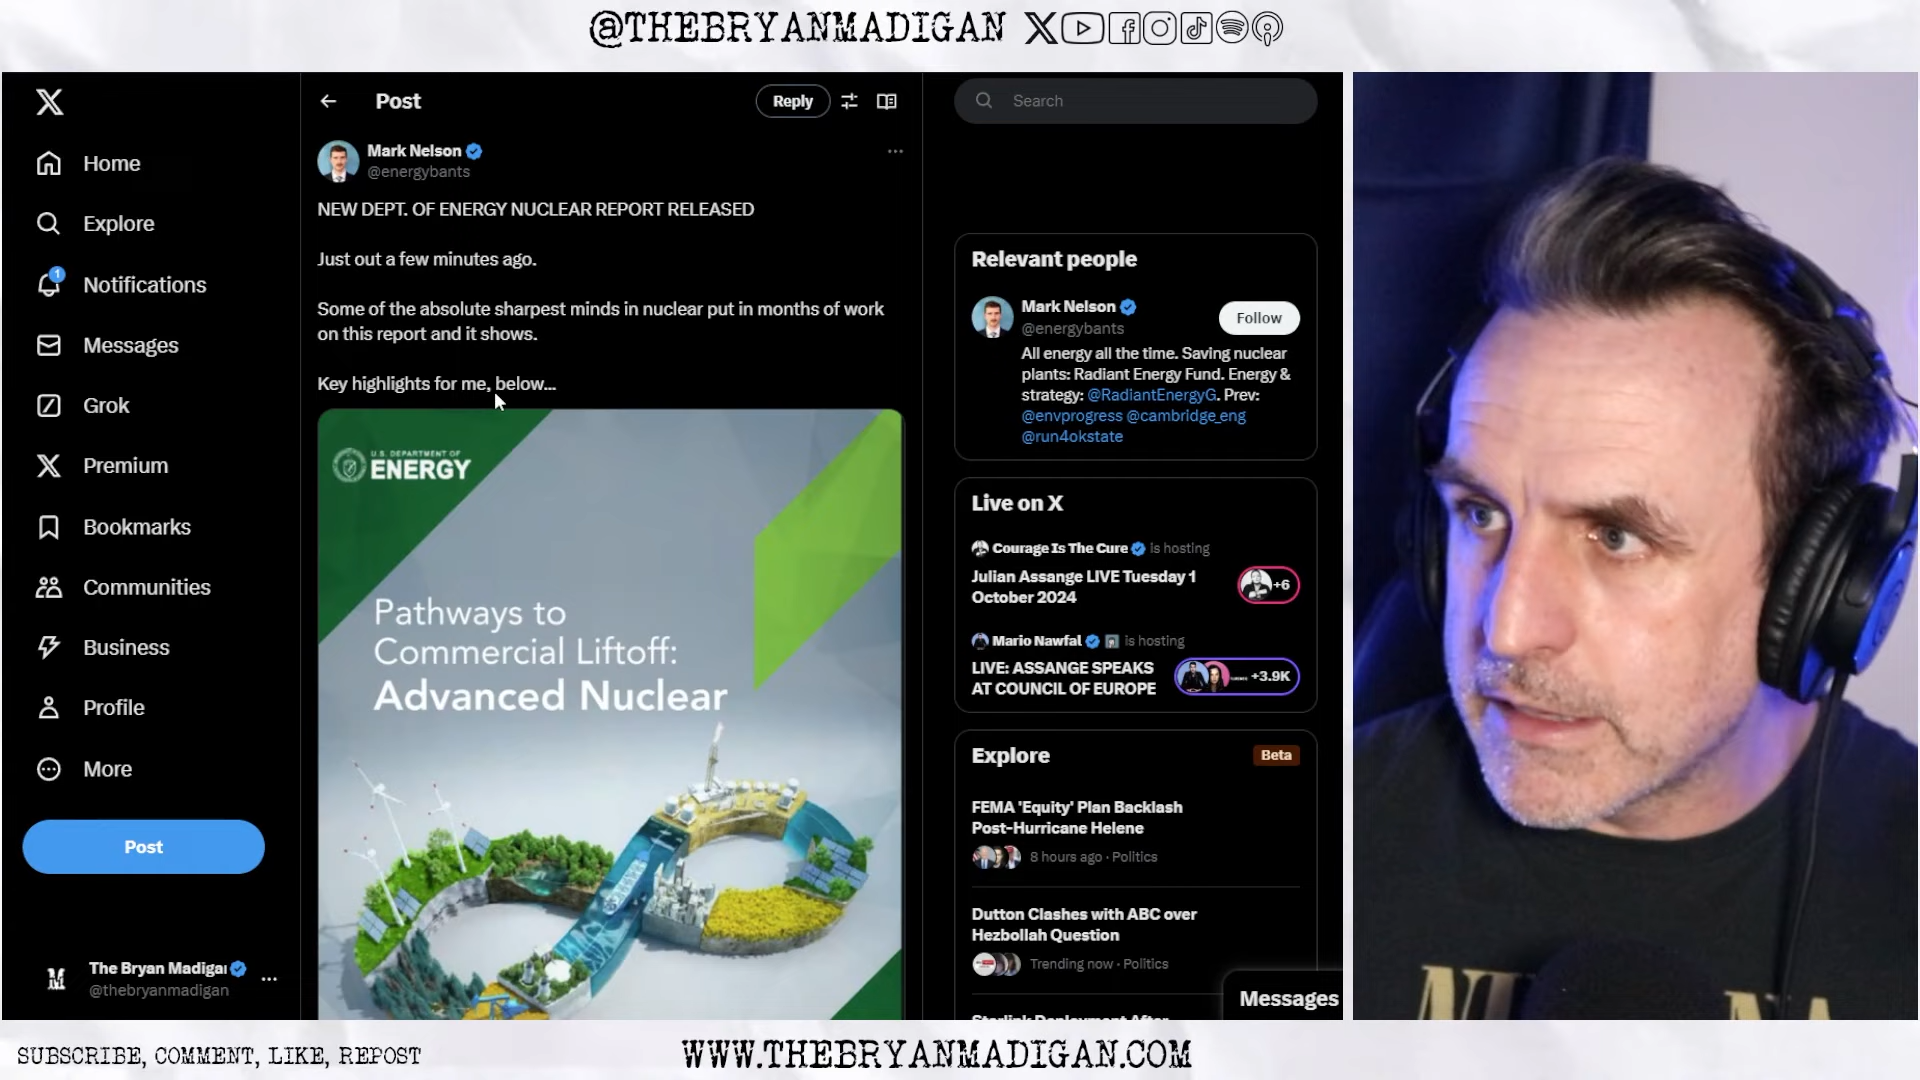 @THEBRYANMADIGAN
Post
Reply
Search
Home
Explore
Notifications
1
Messages
Grok
Premium
Bookmarks
Communities
Business
Profile
More
Post
The Bryan Madigan
@thebryanmadigan
Mark Nelson
@energybants
NEW DEPT. OF ENERGY NUCLEAR REPORT RELEASED
Just out a few minutes ago.
Some of the absolute sharpest minds in nuclear put in months of work
on this report and it shows.
Key highlights for me, below...
U.S. DEPARTMENT OF
ENERGY
Pathways to
Commercial Liftoff:
Advanced Nuclear
Relevant people
Mark Nelson
@energybants
Follow
All energy all the time. Saving nuclear
plants: Radiant Energy Fund. Energy &
strategy: @RadiantEnergyG. Prev:
@envprogress @cambridge_eng
@run4okstate
Live on X
Courage Is The Cure is hosting
Julian Assange LIVE Tuesday 1
October 2024
+6
Mario Nawfal is hosting
LIVE: ASSANGE SPEAKS
AT COUNCIL OF EUROPE
+3.9K
Explore
Beta
FEMA 'Equity' Plan Backlash
Post-Hurricane Helene
8 hours ago · Politics
Dutton Clashes with ABC over
Hezbollah Question
Trending now · Politics
Messages
SUBSCRIBE, COMMENT, LIKE, REPOST
WWW.THEBRYANMADIGAN.COM